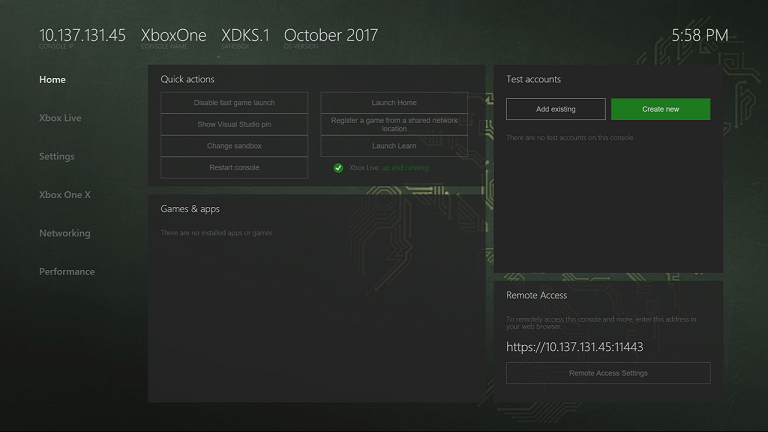 10.137.131.45 XboxOne XDKS.1 October 2017 5:58 PM
CONSOLE IP CONSOLE NAME SANDBOX OS VERSION
Home
Xbox Live
Settings
Xbox One X
Networking
Performance
Quick actions
Disable fast game launch
Show Visual Studio pin
Change sandbox
Restart console
Launch Home
Register a game from a shared network
location
Launch Learn
Xbox Live: up and running
Games & apps
There are no installed apps or games
Test accounts
Add existing
Create new
There are no test accounts on this console.
Remote Access
To remotely access this console and more, enter this address in
your web browser.
https://10.137.131.45:11443
Remote Access Settings